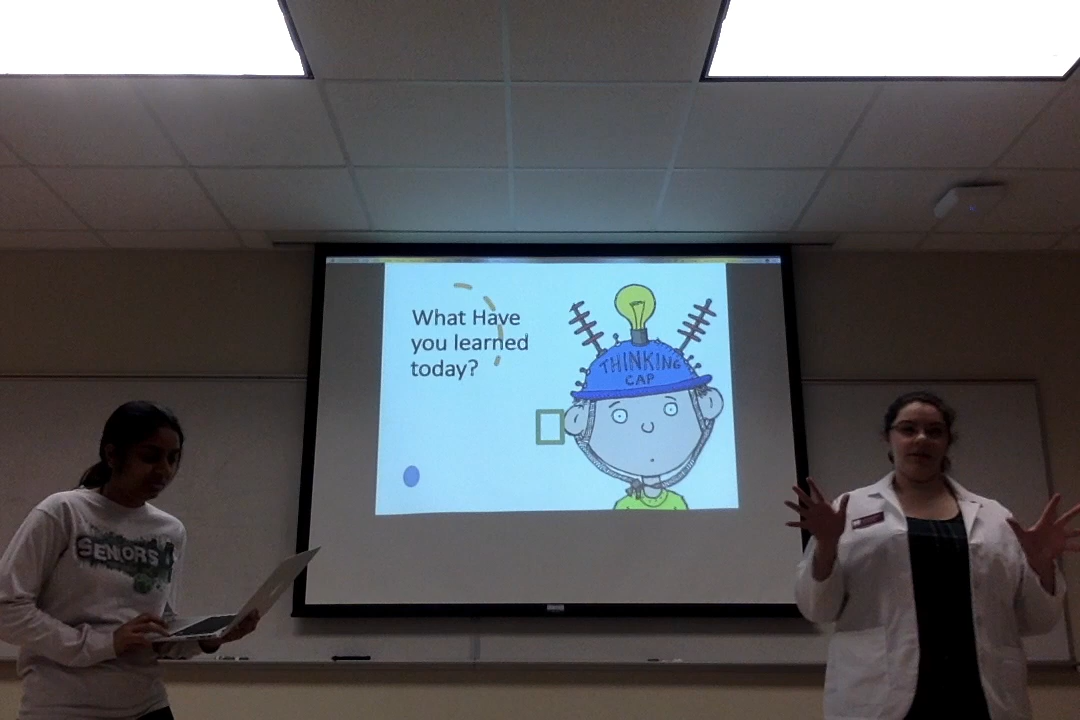 What Have
you learned
today?
THINKING
CAP
SENIORS